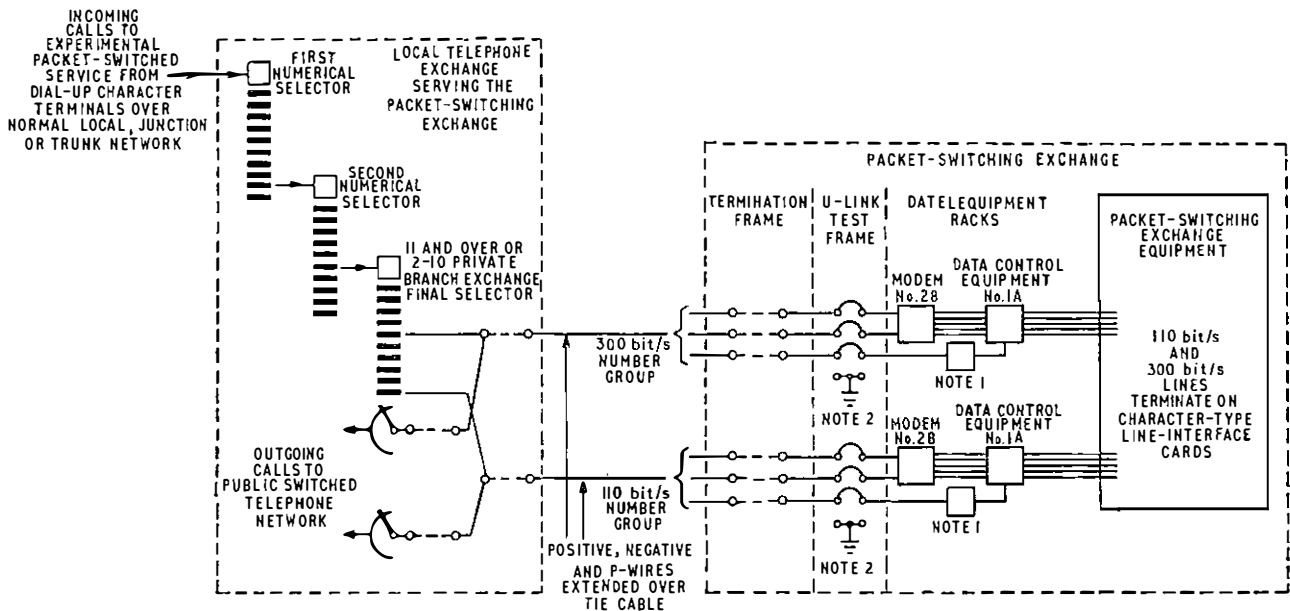 INCOMING
CALLS TO
EXPERIMENTAL
PACKET-SWITCHED
SERVICE FROM
DIAL-UP CHARACTER
TERMINALS OVER
NORMAL LOCAL, JUNCTION
OR TRUNK NETWORK
FIRST
NUMERICAL
SELECTOR
LOCAL TELEPHONE
EXCHANGE
SERVING THE
PACKET-SWITCHING
EXCHANGE
SECOND
NUMERICAL
SELECTOR
11 AND OVER OR
2-10 PRIVATE
BRANCH EXCHANGE
FINAL SELECTOR
OUTGOING
CALLS TO
PUBLIC SWITCHED
TELEPHONE
NETWORK
300 bit/s
NUMBER
GROUP
110 bit/s
NUMBER
GROUP
POSITIVE, NEGATIVE
AND P-WIRES
EXTENDED OVER
TIE CABLE
PACKET-SWITCHING EXCHANGE
TERMINATION
FRAME
U-LINK
TEST
FRAME
DATEL EQUIPMENT
RACKS
MODEM
No.2B
DATA CONTROL
EQUIPMENT
No.1A
NOTE 1
NOTE 2
MODEM
No.2B
DATA CONTROL
EQUIPMENT
No.1A
NOTE 1
NOTE 2
PACKET-SWITCHING
EXCHANGE
EQUIPMENT
110 bit/s
AND
300 bit/s
LINES
TERMINATE ON
CHARACTER-TYPE
LINE-INTERFACE
CARDS